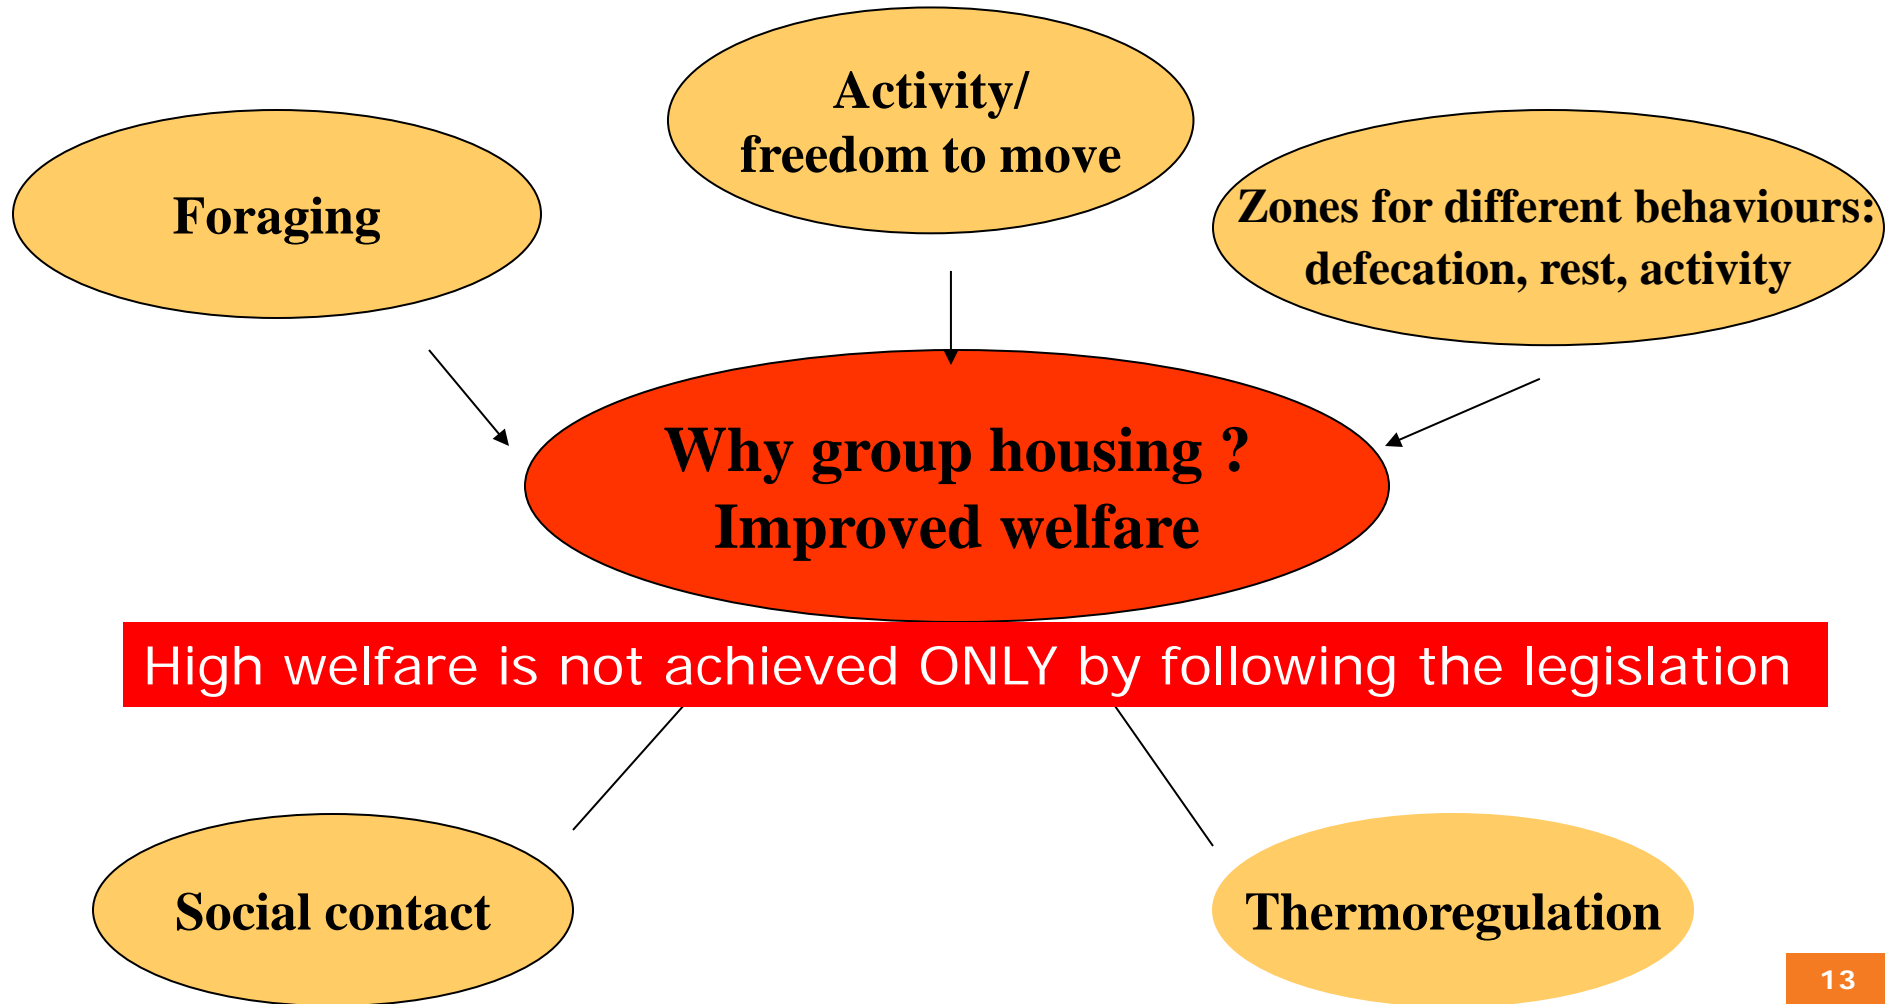 Activity/
freedom to move
Foraging
Zones for different behaviours:
defecation, rest, activity
Why group housing ?
Improved welfare
High welfare is not achieved ONLY by following the legislation
Social contact
Thermoregulation
13